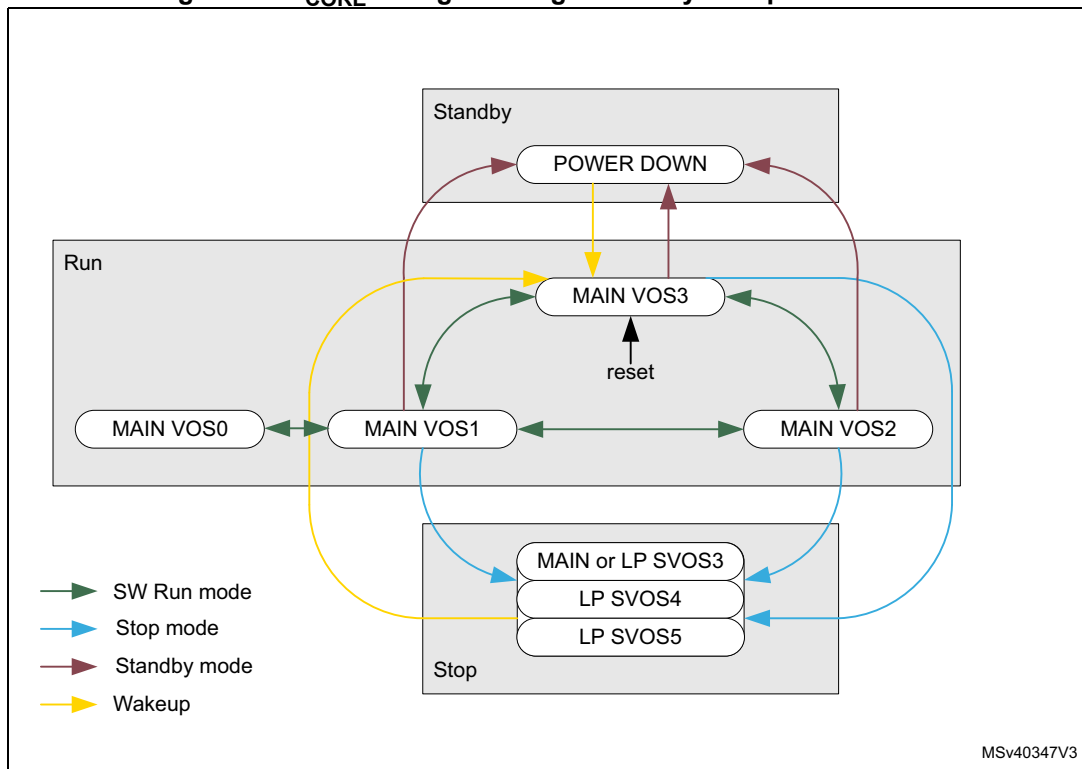 CORE
Standby
POWER DOWN
Run
MAIN VOS3
reset
MAIN VOS0
MAIN VOS1
MAIN VOS2
MAIN or LP SVOS3
LP SVOS4
LP SVOS5
Stop
SW Run mode
Stop mode
Standby mode
Wakeup
MSv40347V3